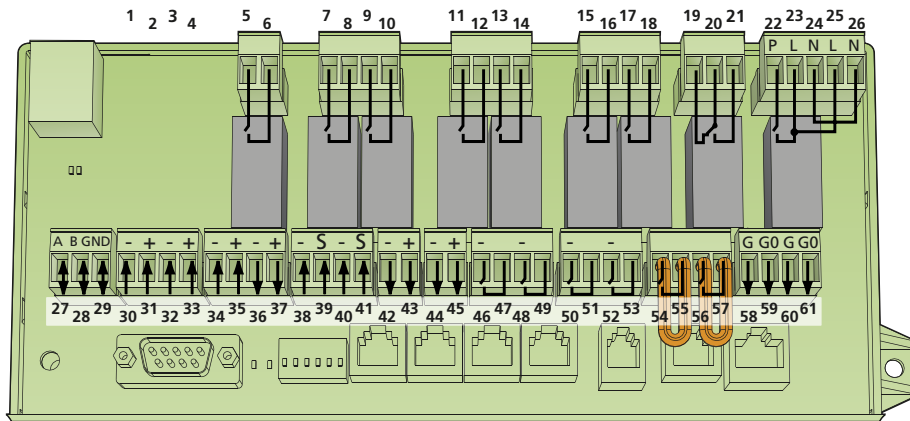 1 2 3 4 5 6 7 8 9 10 11 12 13 14 15 16 17 18 19 20 21 22 23 24 25 26
P L N L N
A B GND - + - + - + - + - S - S - + - + - - - - G G0 G G0
27 28 29 30 31 32 33 34 35 36 37 38 39 40 41 42 43 44 45 46 47 48 49 50 51 52 53 54 55 56 57 58 59 60 61